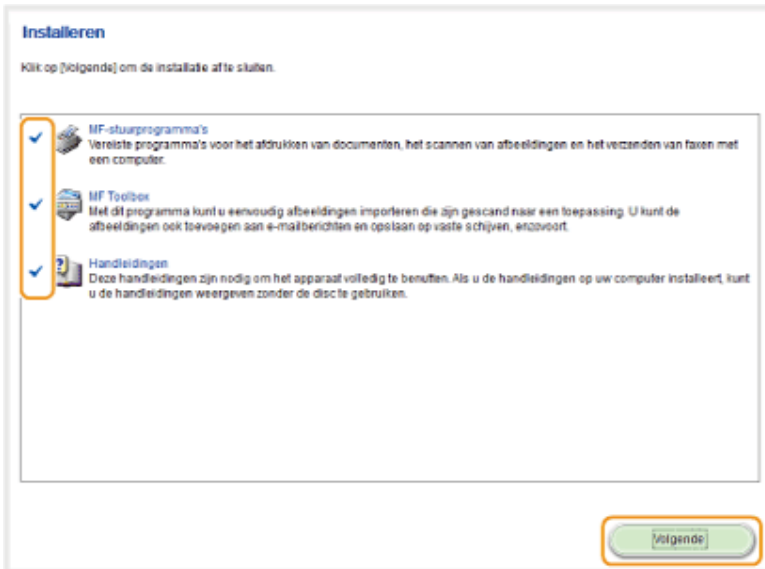 Installeren
Klik op [Volgende] om de installatie af te sluiten.
MF-stuurprogramma's
Vereiste programma's voor het afdrukken van documenten, het scannen van afbeeldingen en het verzenden van faxen met
een computer.
MF Toolbox
Met dit programma kunt u eenvoudig afbeeldingen importeren die zijn gescand naar een toepassing. U kunt de
afbeeldingen ook toevoegen aan e-mailberichten en opslaan op vaste schijven, enzovoort.
Handleidingen
Deze handleidingen zijn nodig om het apparaat volledig te benutten. Als u de handleidingen op uw computer installeert, kunt
u de handleidingen weergeven zonder de disc te gebruiken.
Volgende